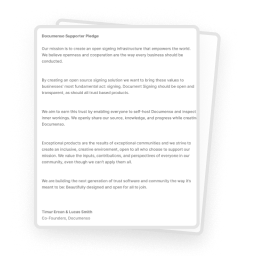 Documenso Supporter Pledge
Our mission is to create an open signing infrastructure that empowers the world.
We believe openness and cooperation are the way every business should be
conducted.
By creating an open source signing solution we want to bring these values to
businesses' most fundamental act: signing. Document Signing should be open and
transparent, as should all trust based products.
We aim to earn this trust by enabling everyone to self-host Documenso and inspect
inner workings. We openly share our source, knowledge, and progress while creating
Documenso.
Exceptional products are the results of exceptional communities and we strive to
create an inclusive, creative environment, open to all who choose to support our
mission. We value the inputs, contributions, and perspectives of everyone in our
community, even though we can't apply them all.
We are building the next generation of trust software and community the way it's
meant to be: Beautifully designed and open for all to join.
Timur Ercan & Lucas Smith
Co-Founders, Documenso